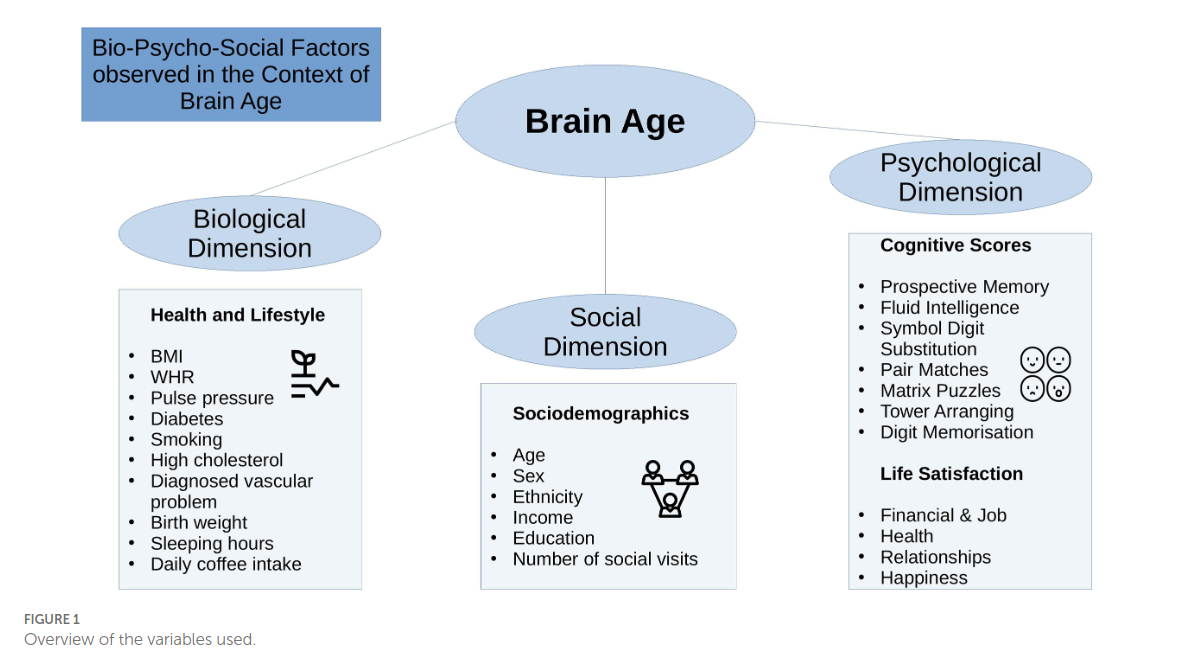 Bio-Psycho-Social Factors
observed in the Context of
Brain Age
Brain Age
Biological
Dimension
Health and Lifestyle
• BMI
• WHR
• Pulse pressure
• Diabetes
• Smoking
• High cholesterol
• Diagnosed vascular
problem
• Birth weight
• Sleeping hours
• Daily coffee intake
Social
Dimension
Sociodemographics
• Age
• Sex
• Ethnicity
• Income
• Education
• Number of social visits
Psychological
Dimension
Cognitive Scores
• Prospective Memory
• Fluid Intelligence
• Symbol Digit
Substitution
• Pair Matches
• Matrix Puzzles
• Tower Arranging
• Digit Memorisation
Life Satisfaction
• Financial & Job
• Health
• Relationships
• Happiness
FIGURE 1
Overview of the variables used.